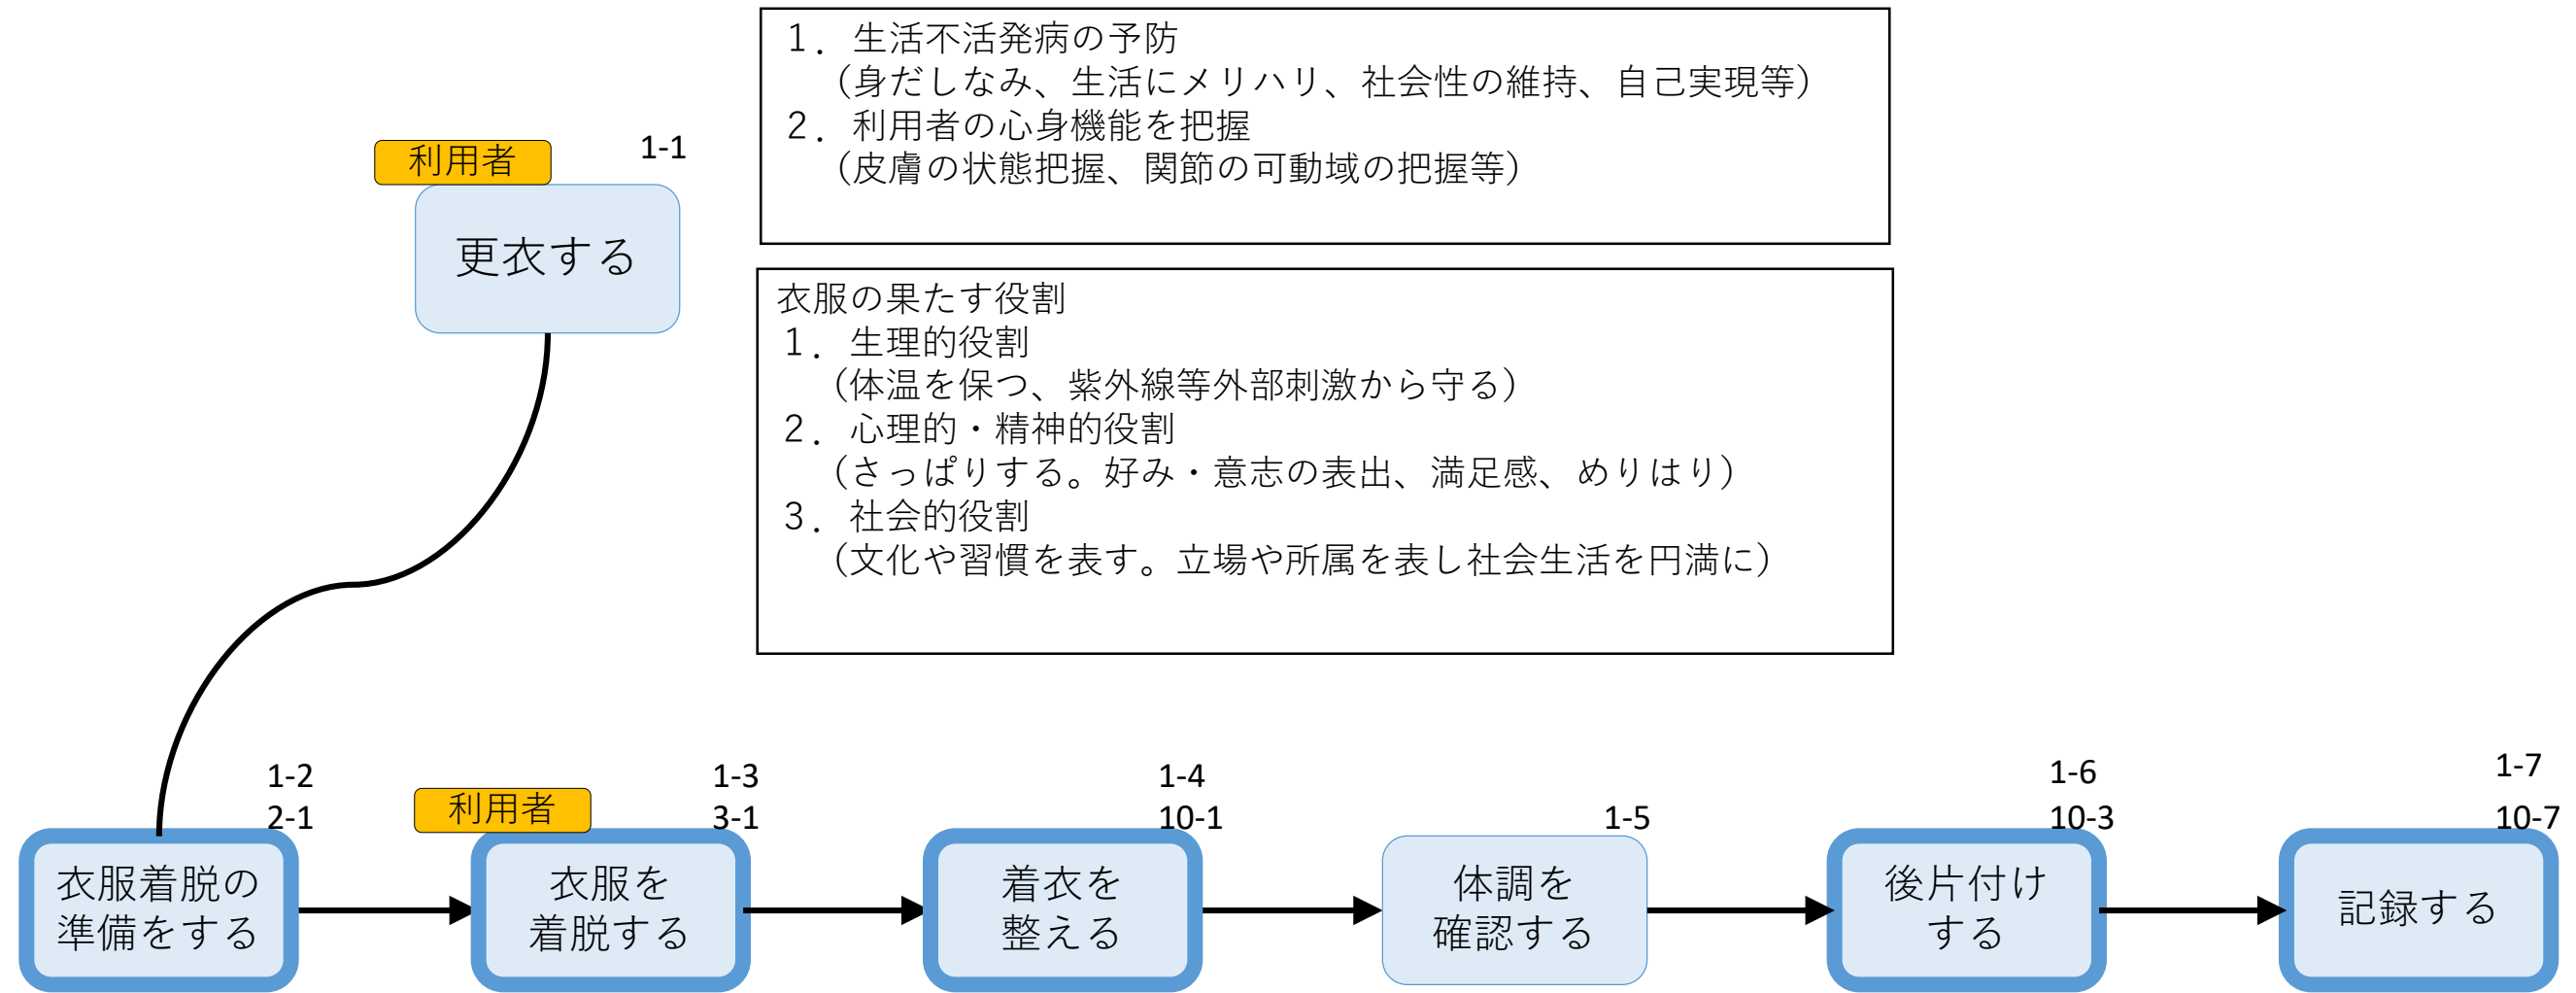 １．生活不活発病の予防
（身だしなみ、生活にメリハリ、社会性の維持、自己実現等）
２．利用者の心身機能を把握
（皮膚の状態把握、関節の可動域の把握等）
利用者
1-1
更衣する
衣服の果たす役割
１．生理的役割
（体温を保つ、紫外線等外部刺激から守る）
２．心理的・精神的役割
（さっぱりする。好み・意志の表出、満足感、めりはり）
３．社会的役割
（文化や習慣を表す。立場や所属を表し社会生活を円満に）
1-2
2-1
衣服着脱の
準備をする
利用者
1-3
3-1
衣服を
着脱する
1-4
10-1
着衣を
整える
1-5
体調を
確認する
1-6
10-3
後片付け
する
1-7
10-7
記録する